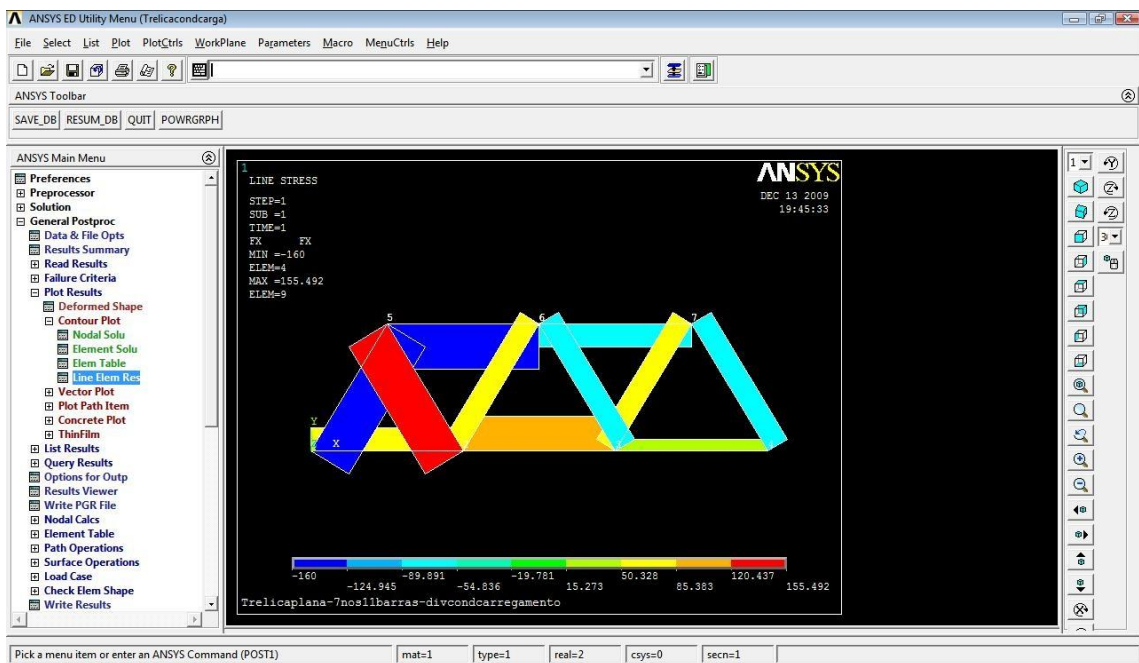 ANSYS ED Utility Menu (Trelicacondcarga)
File Select List Plot PlotCtrls WorkPlane Parameters Macro MenuCtrls Help
ANSYS Toolbar
SAVE_DB RESUM_DB QUIT POWRGRPH
ANSYS Main Menu
Preferences
Preprocessor
Solution
General Postproc
Data & File Opts
Results Summary
Read Results
Failure Criteria
Plot Results
Deformed Shape
Contour Plot
Nodal Solu
Element Solu
Elem Table
Line Elem Res
Vector Plot
Plot Path Item
Concrete Plot
ThinFilm
List Results
Query Results
Options for Outp
Results Viewer
Write PGR File
Nodal Calcs
Element Table
Path Operations
Surface Operations
Load Case
Check Elem Shape
Write Results
1
LINE STRESS
STEP=1
SUB =1
TIME=1
FX FX
MIN =-160
ELEM=4
MAX =155.492
ELEM=9
ANSYS
DEC 13 2009
19:45:33
5 6 7
Y
X
-160 -89.891 -19.781 50.328 120.437
-124.945 -54.836 15.273 85.383 155.492
Trelicaplana-7nos11barras-divcondcarregamento
1
Pick a menu item or enter an ANSYS Command (POST1) mat=1 type=1 real=2 csys=0 secn=1